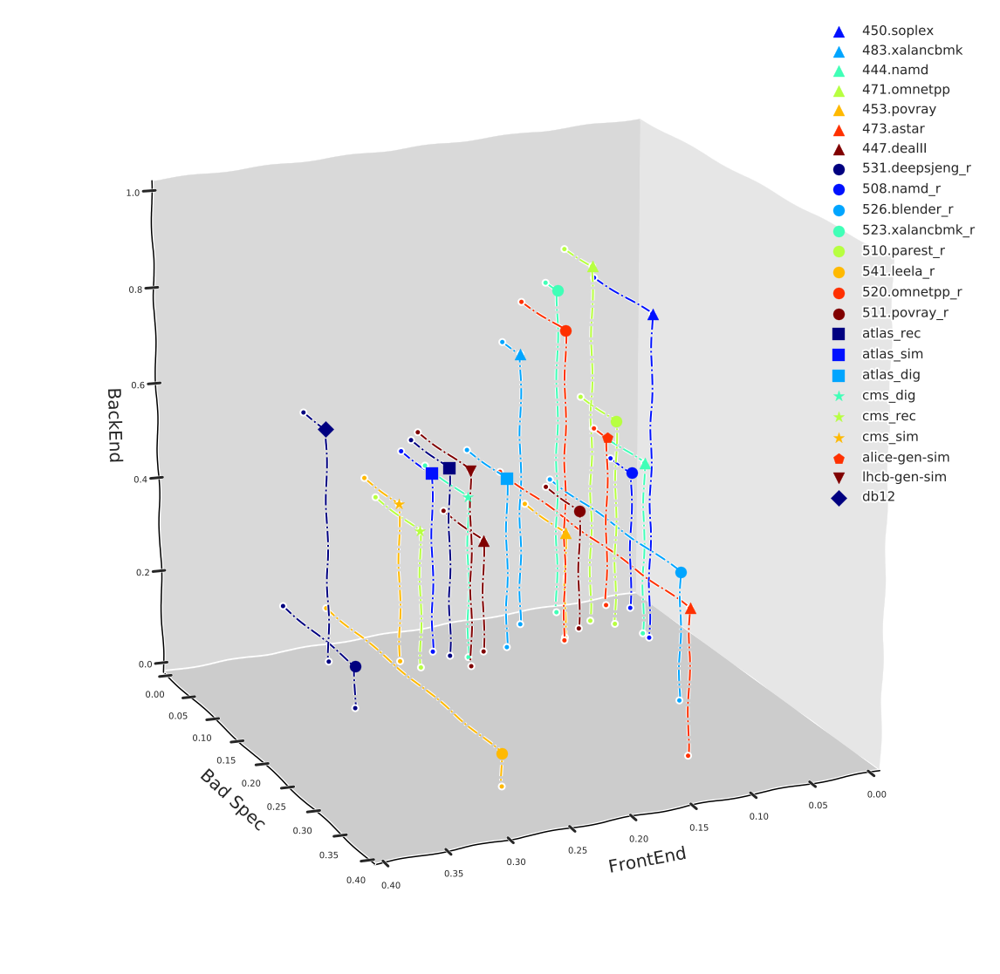 450.soplex
483.xalancbmk
444.namd
471.omnetpp
453.povray
473.astar
447.dealII
531.deepsjeng_r
508.namd_r
526.blender_r
523.xalancbmk_r
510.parest_r
541.leela_r
520.omnetpp_r
511.povray_r
atlas_rec
atlas_sim
atlas_dig
cms_dig
cms_rec
cms_sim
alice-gen-sim
lhcb-gen-sim
db12
BackEnd
1.0
0.8
0.6
0.4
0.2
0.0
Bad Spec
0.00
0.05
0.10
0.15
0.20
0.25
0.30
0.35
0.40
FrontEnd
0.40
0.35
0.30
0.25
0.20
0.15
0.10
0.05
0.00